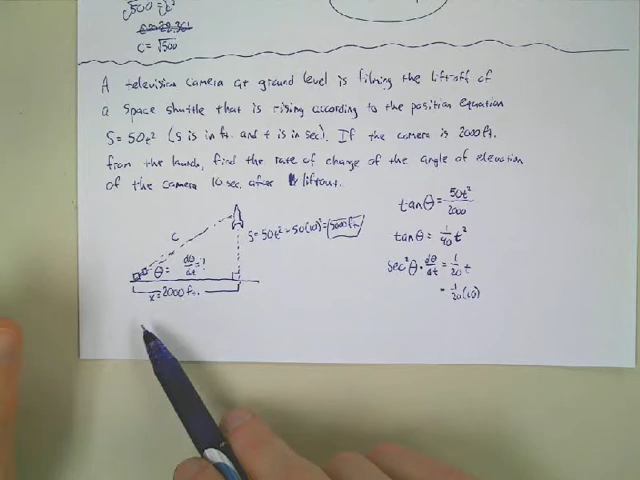 √500 = √c²
c = √500
A television camera at ground level is filming the lift-off of
a space shuttle that is rising according to the position equation
S = 50t² (s is in ft. and t is in sec). If the camera is 2000ft.
from the launch, find the rate of change of the angle of elevation
of the camera 10 sec. after liftout.
c
S = 50t² = 50(10)² = 5000 ft
θ = dθ/dt = ?
x = 2000 ft.
tanθ = 50t²/2000
tanθ = 1/40 t²
sec²θ · dθ/dt = 1/20 t
= 1/20 (10)